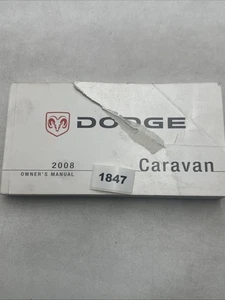 DODGE
2008
OWNER'S MANUAL
Caravan
1847